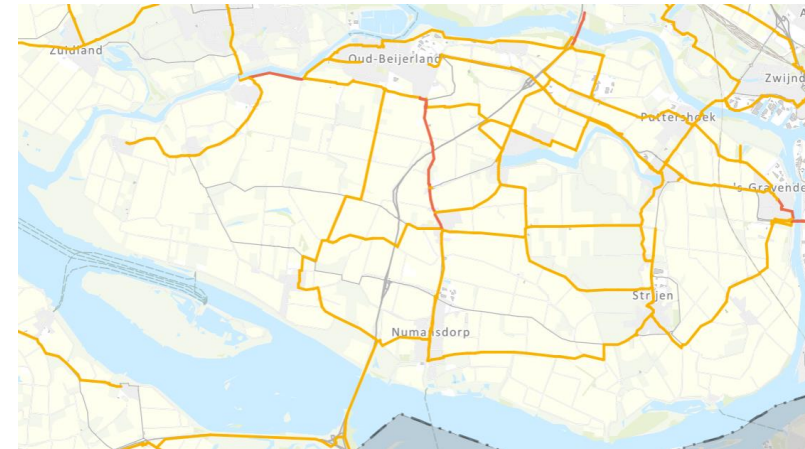 Zuidland
Oud-Beijerland
Zwijnd
Puttershoek
's Gravende
Strijen
Numansdorp